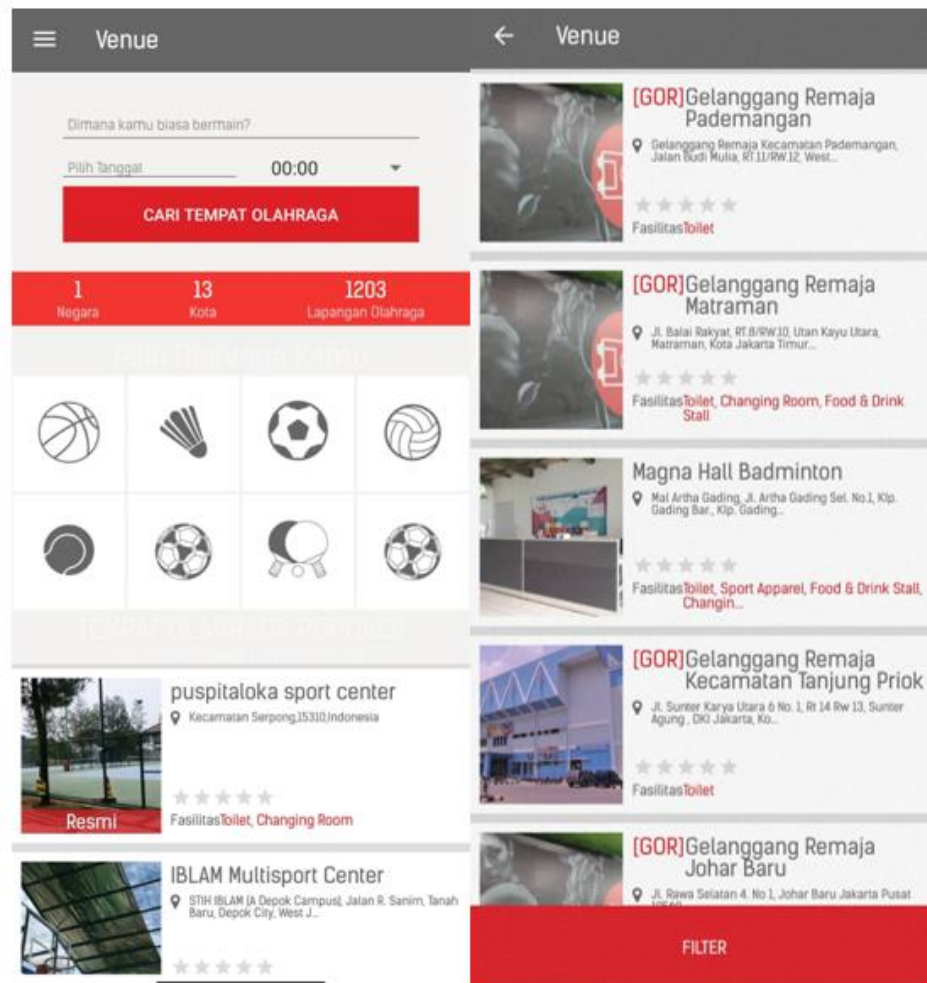 Venue
Dimana kamu biasa bermain?
Pilih Tanggal 00:00
CARI TEMPAT OLAHRAGA
1 13 1203
Negara Kota Lapangan Olahraga
puspitaloka sport center
Kecamatan Serpong,15310,Indonesia
Resmi
FasilitasToilet, Changing Room
IBLAM Multisport Center
STIH IBLAM (A Depok Campus), Jalan R. Sanim, Tanah
Baru, Depok City, West J...
Venue
[GOR]Gelanggang Remaja
Pademangan
Gelanggang Remaja Kecamatan Pademangan,
Jalan Budi Mulia, RT.11/RW.12, West...
FasilitasToilet
[GOR]Gelanggang Remaja
Matraman
Jl. Balai Rakyat, RT.8/RW.10, Utan Kayu Utara,
Matraman, Kota Jakarta Timur...
FasilitasToilet, Changing Room, Food & Drink
Stall
Magna Hall Badminton
Mal Artha Gading, Jl. Artha Gading Sel. No.1, Klp.
Gading Bar., Klp. Gading...
FasilitasToilet, Sport Apparel, Food & Drink Stall,
Changin...
[GOR]Gelanggang Remaja
Kecamatan Tanjung Priok
Jl. Sunter Karya Utara 6 No. 1, Rt 14 Rw 13, Sunter
Agung , DKI Jakarta, Ko...
FasilitasToilet
[GOR]Gelanggang Remaja
Johar Baru
Jl. Rawa Selatan 4. No 1, Johar Baru Jakarta Pusat
FILTER